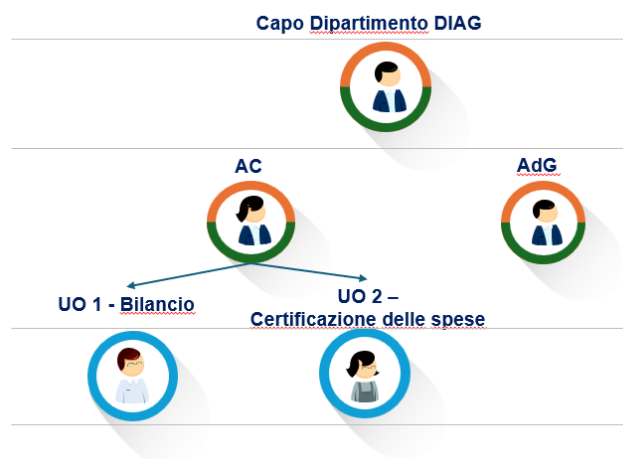 Capo Dipartimento DIAG
AC
AdG
UO 1 - Bilancio
UO 2 –
Certificazione delle spese